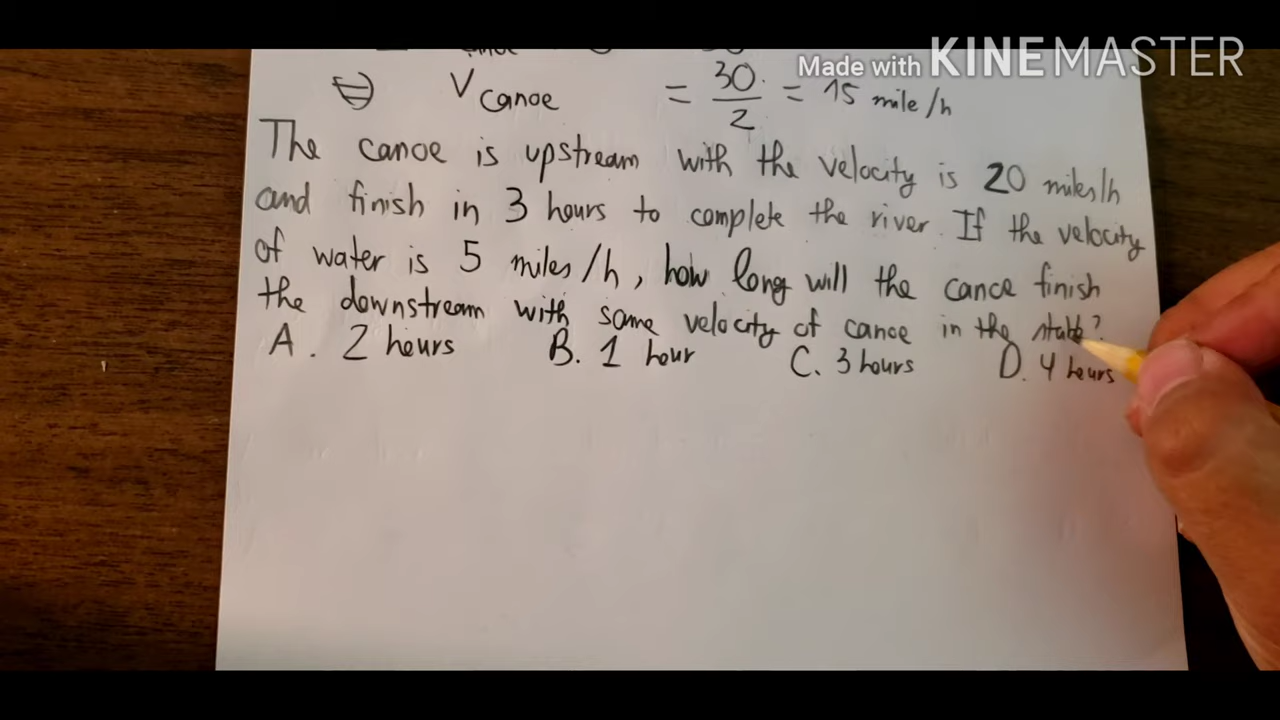 Made with KINEMASTER
V canoe = 30/2 = 15 mile/h
The canoe is upstream with the velocity is 20 miles/h
and finish in 3 hours to complete the river. If the velocity
of water is 5 miles/h, how long will the canoe finish
the downstream with same velocity of canoe in the
A. 2 hours B. 1 hour C. 3 hours D. 4 hours